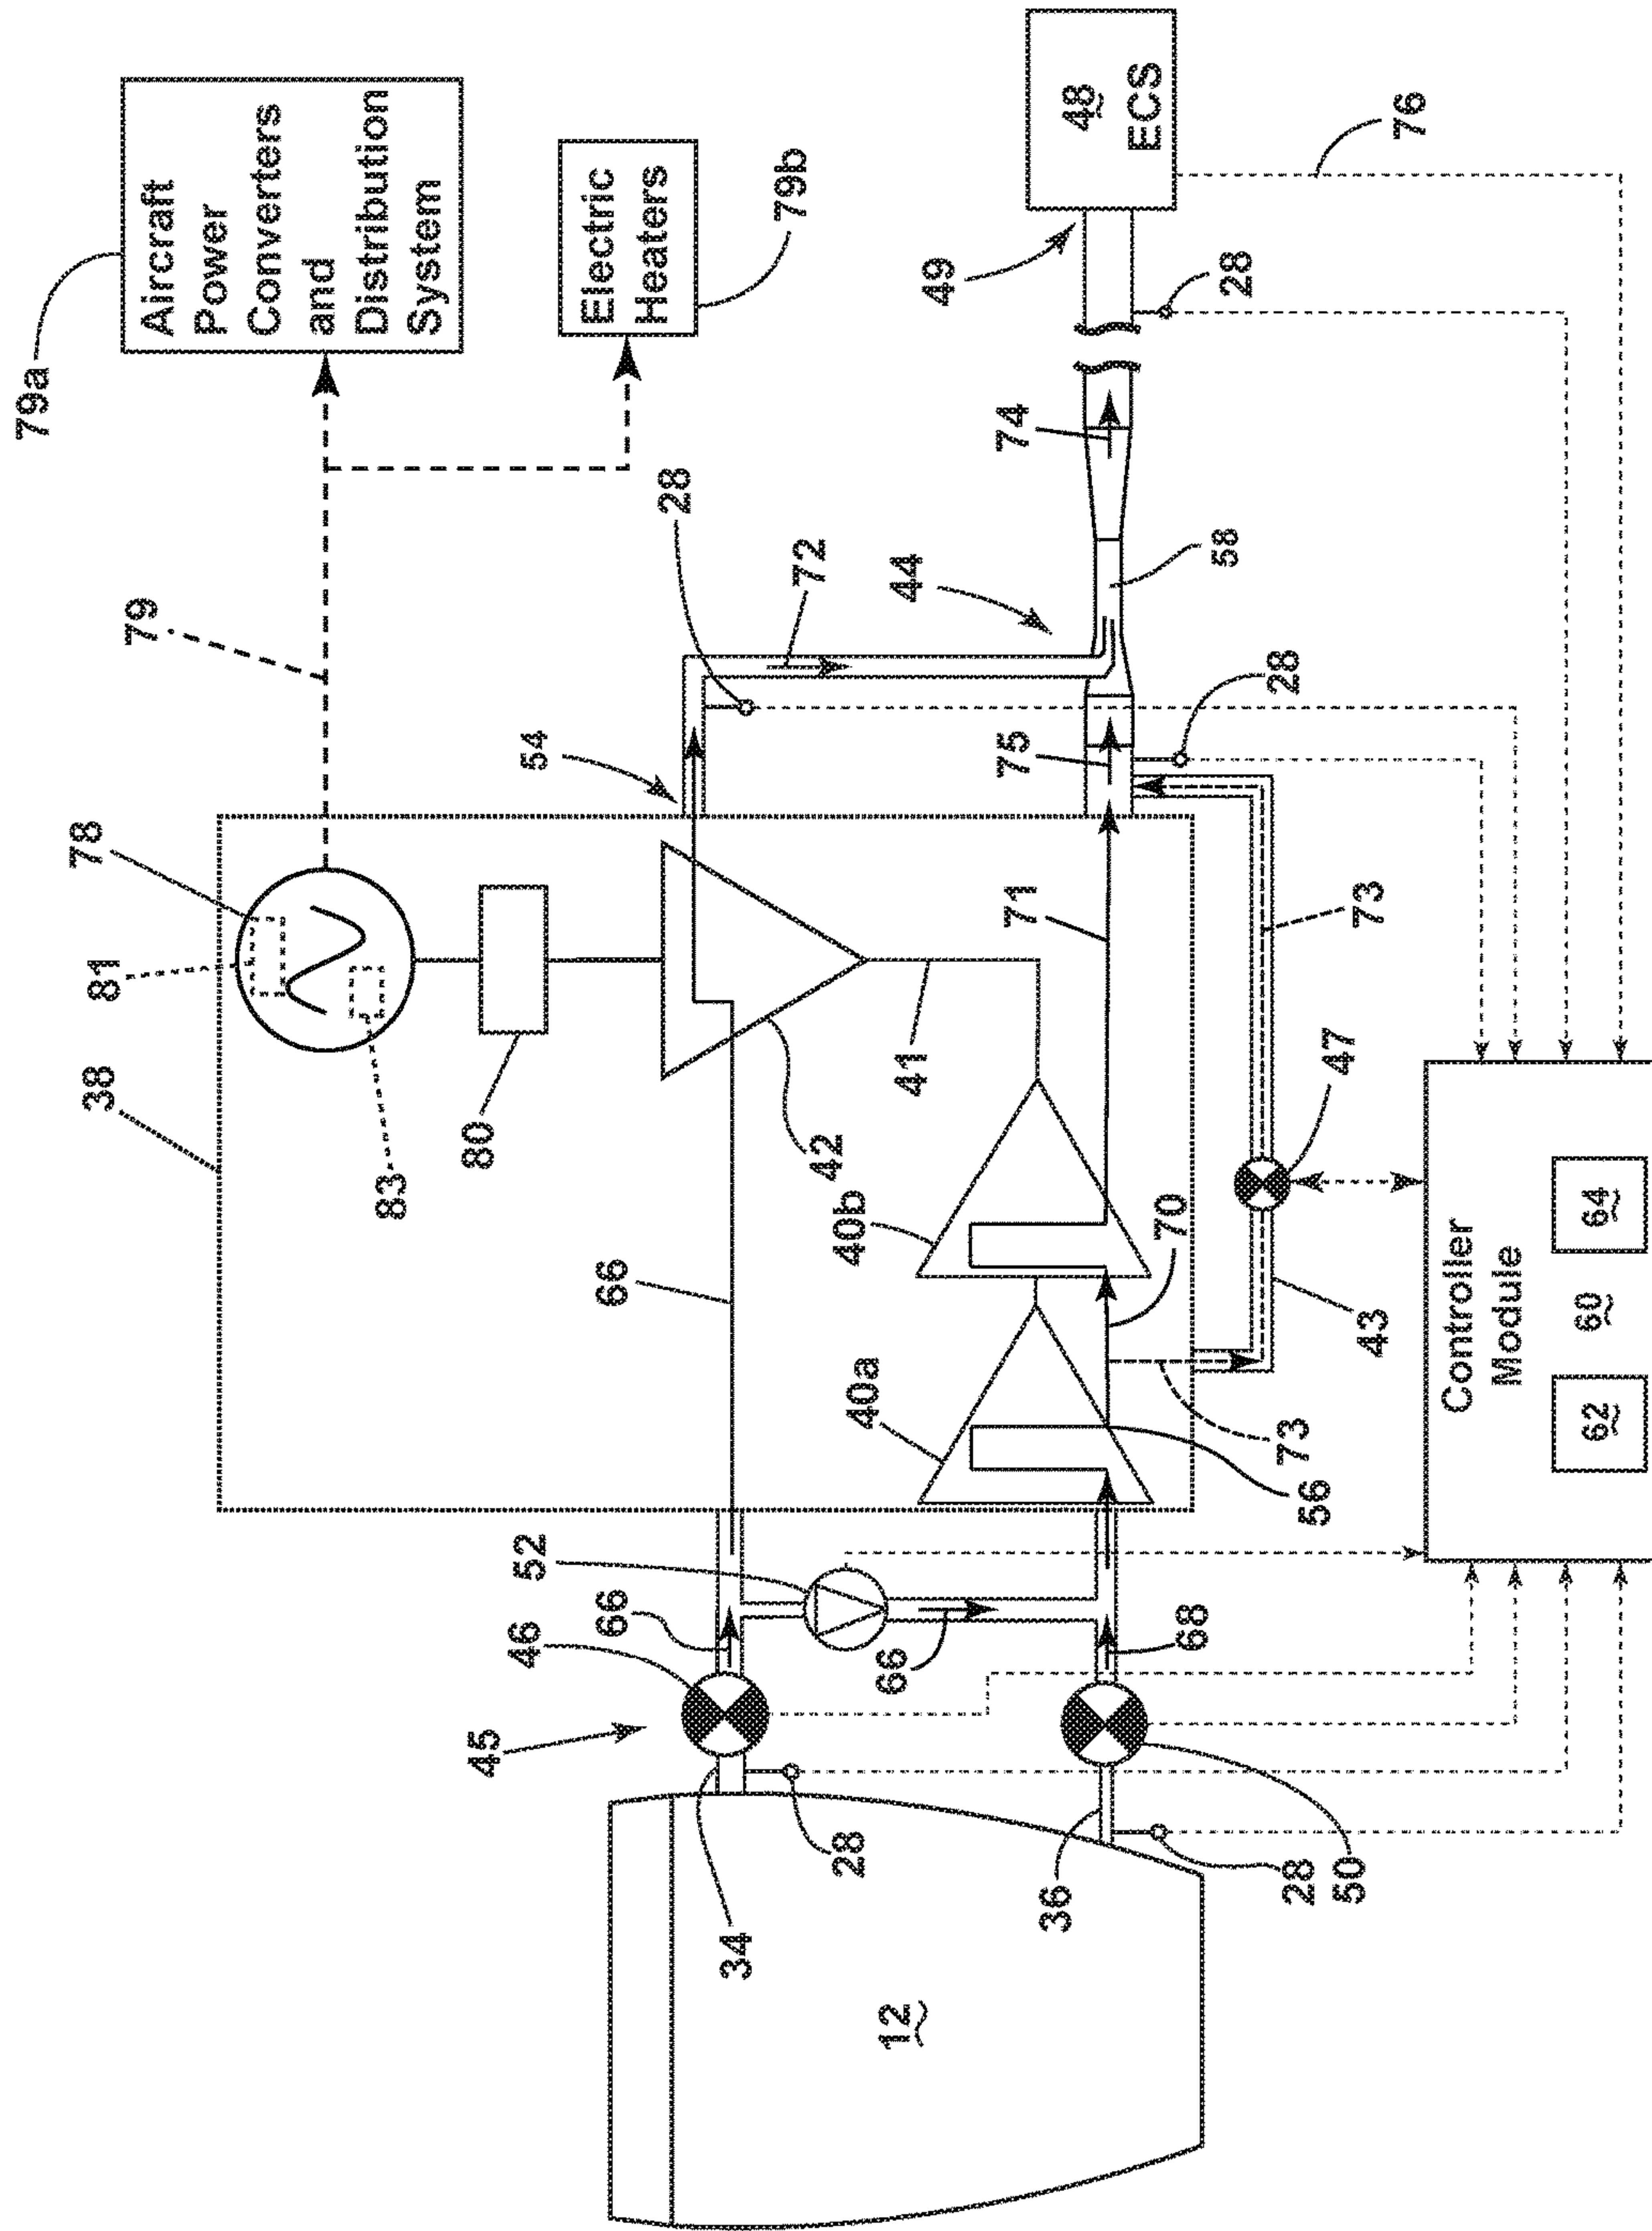 79a
Aircraft
Power
Converters
and
Distribution
System
Electric
Heaters
79b
79
48
ECS
76
49
28
74
28
72
44
58
54
75
28
38
78
81
83
80
42
41
71
73
66
40b
70
47
40a
56
73
43
Controller
Module
62
60
64
52
46
66
66
68
45
34
28
36
28
50
12